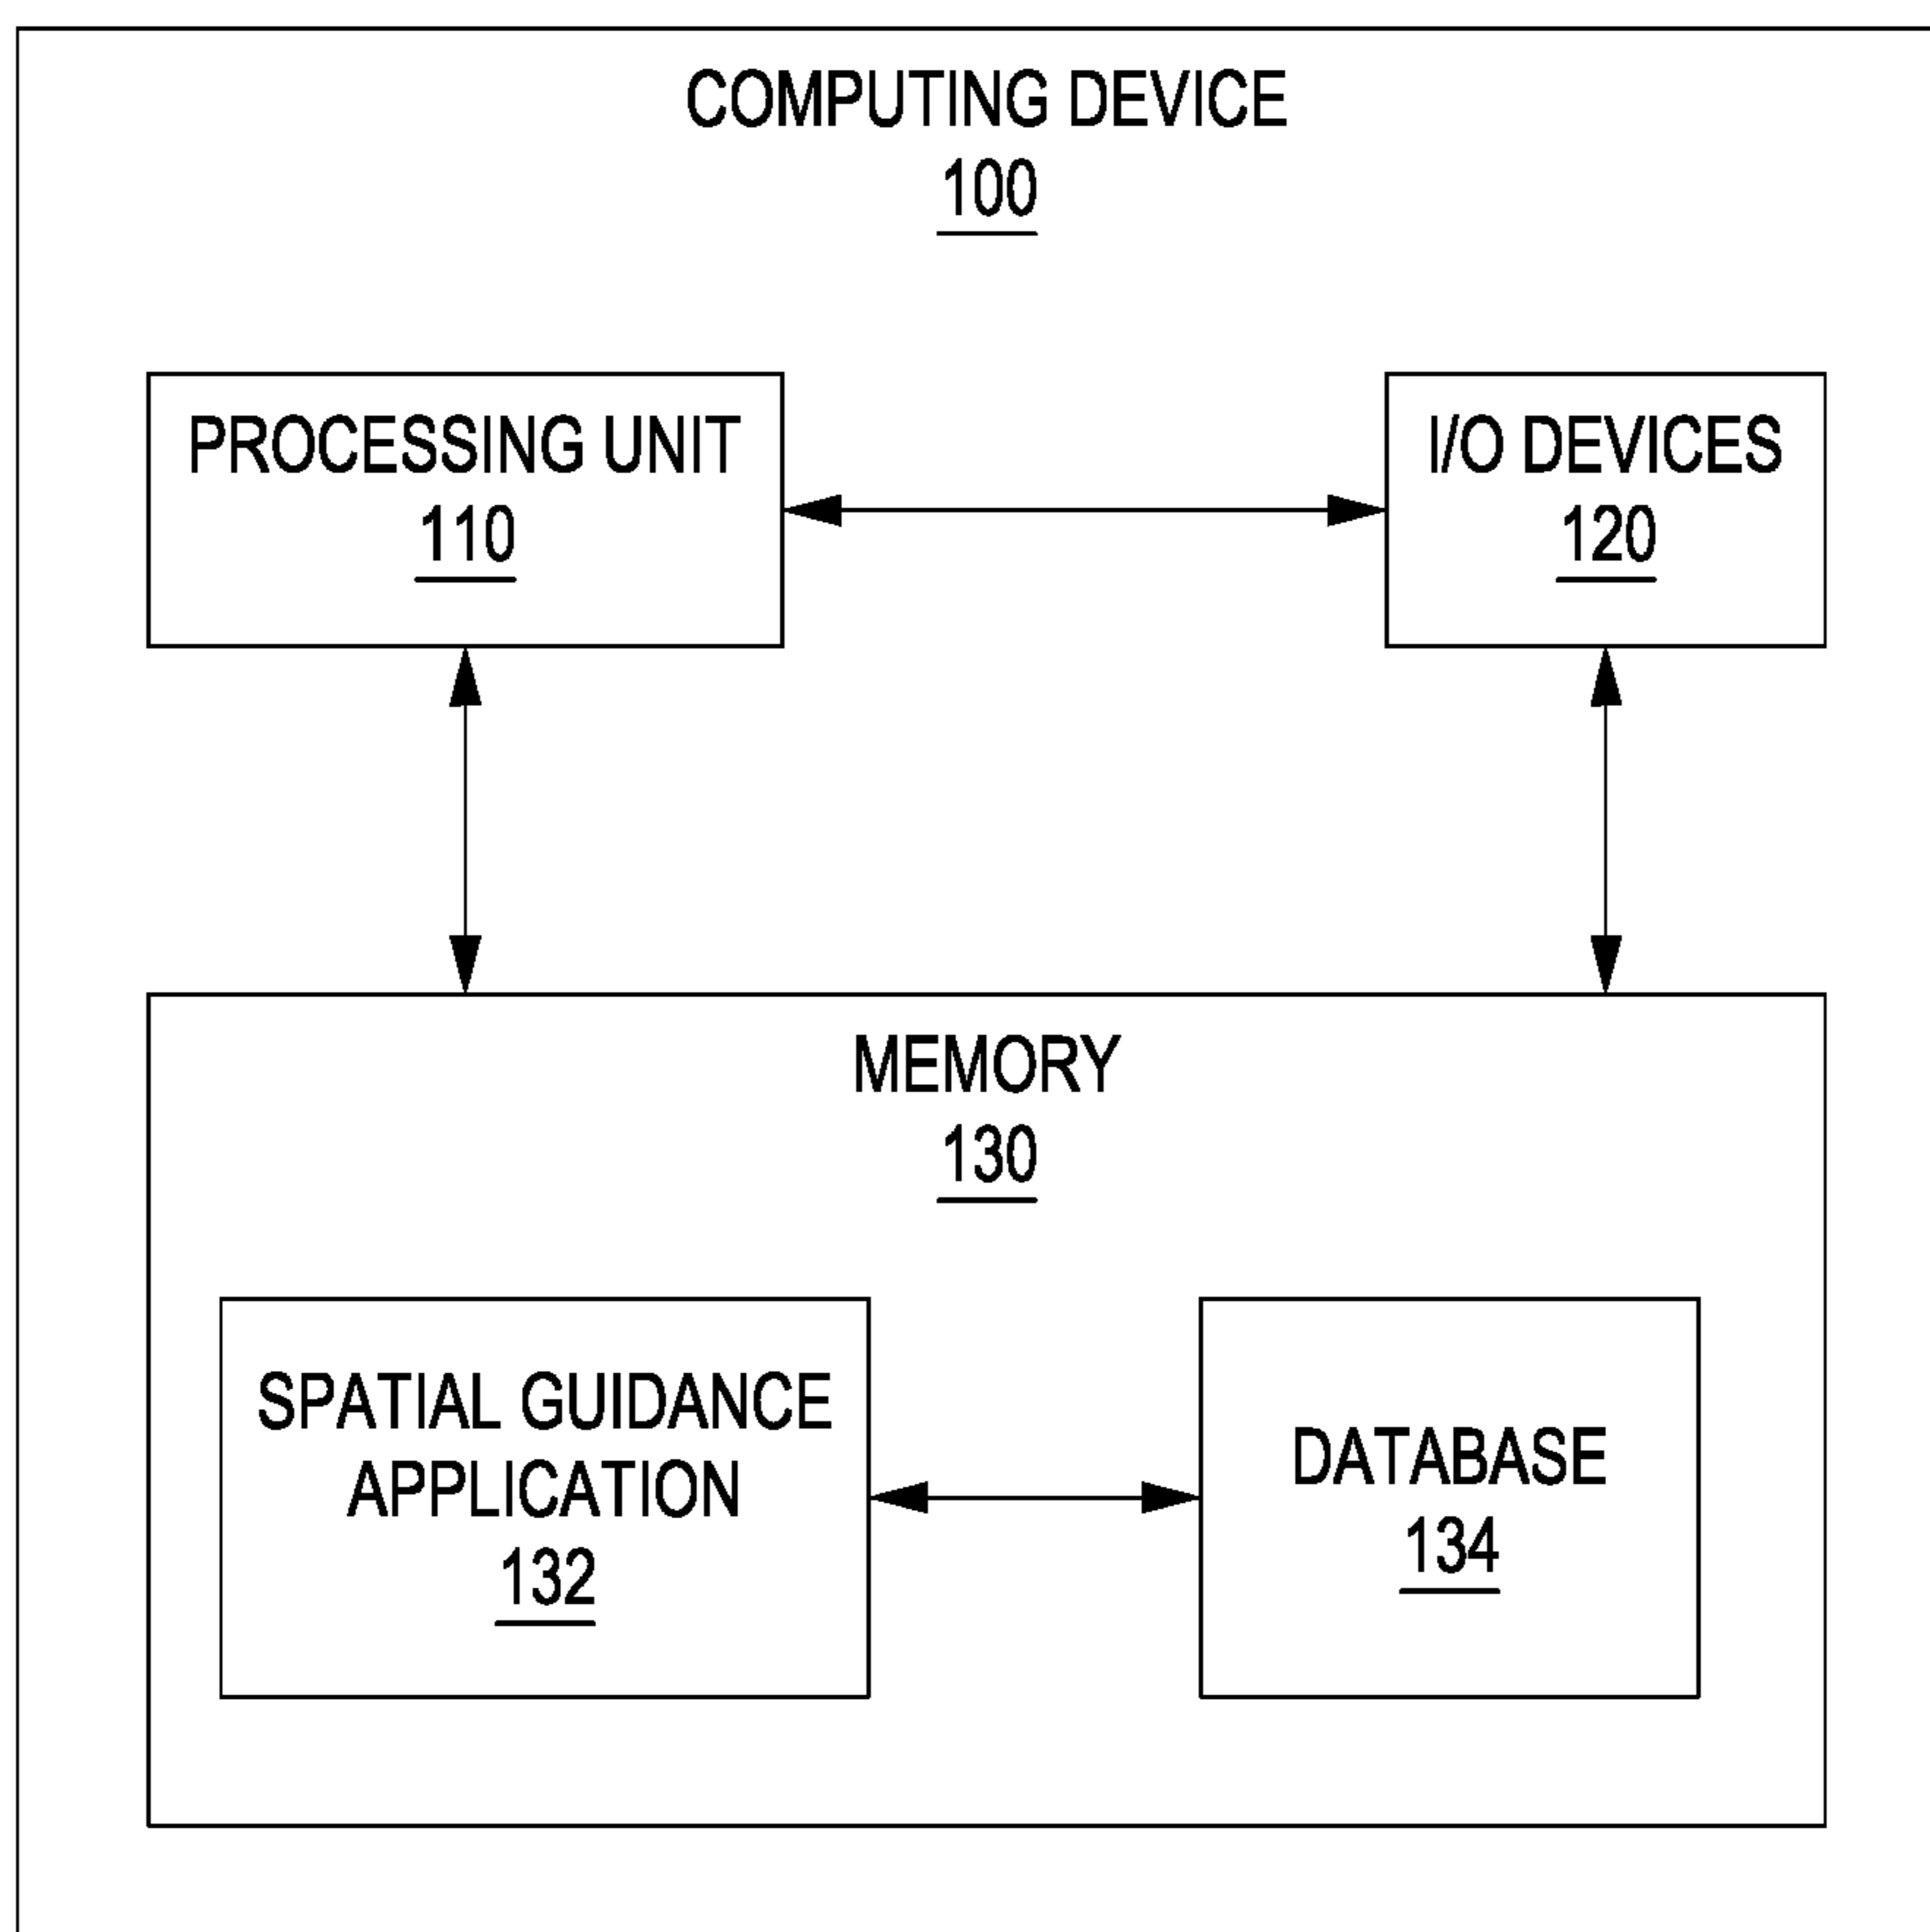 COMPUTING DEVICE
100
PROCESSING UNIT
110
I/O DEVICES
120
MEMORY
130
SPATIAL GUIDANCE
APPLICATION
132
DATABASE
134